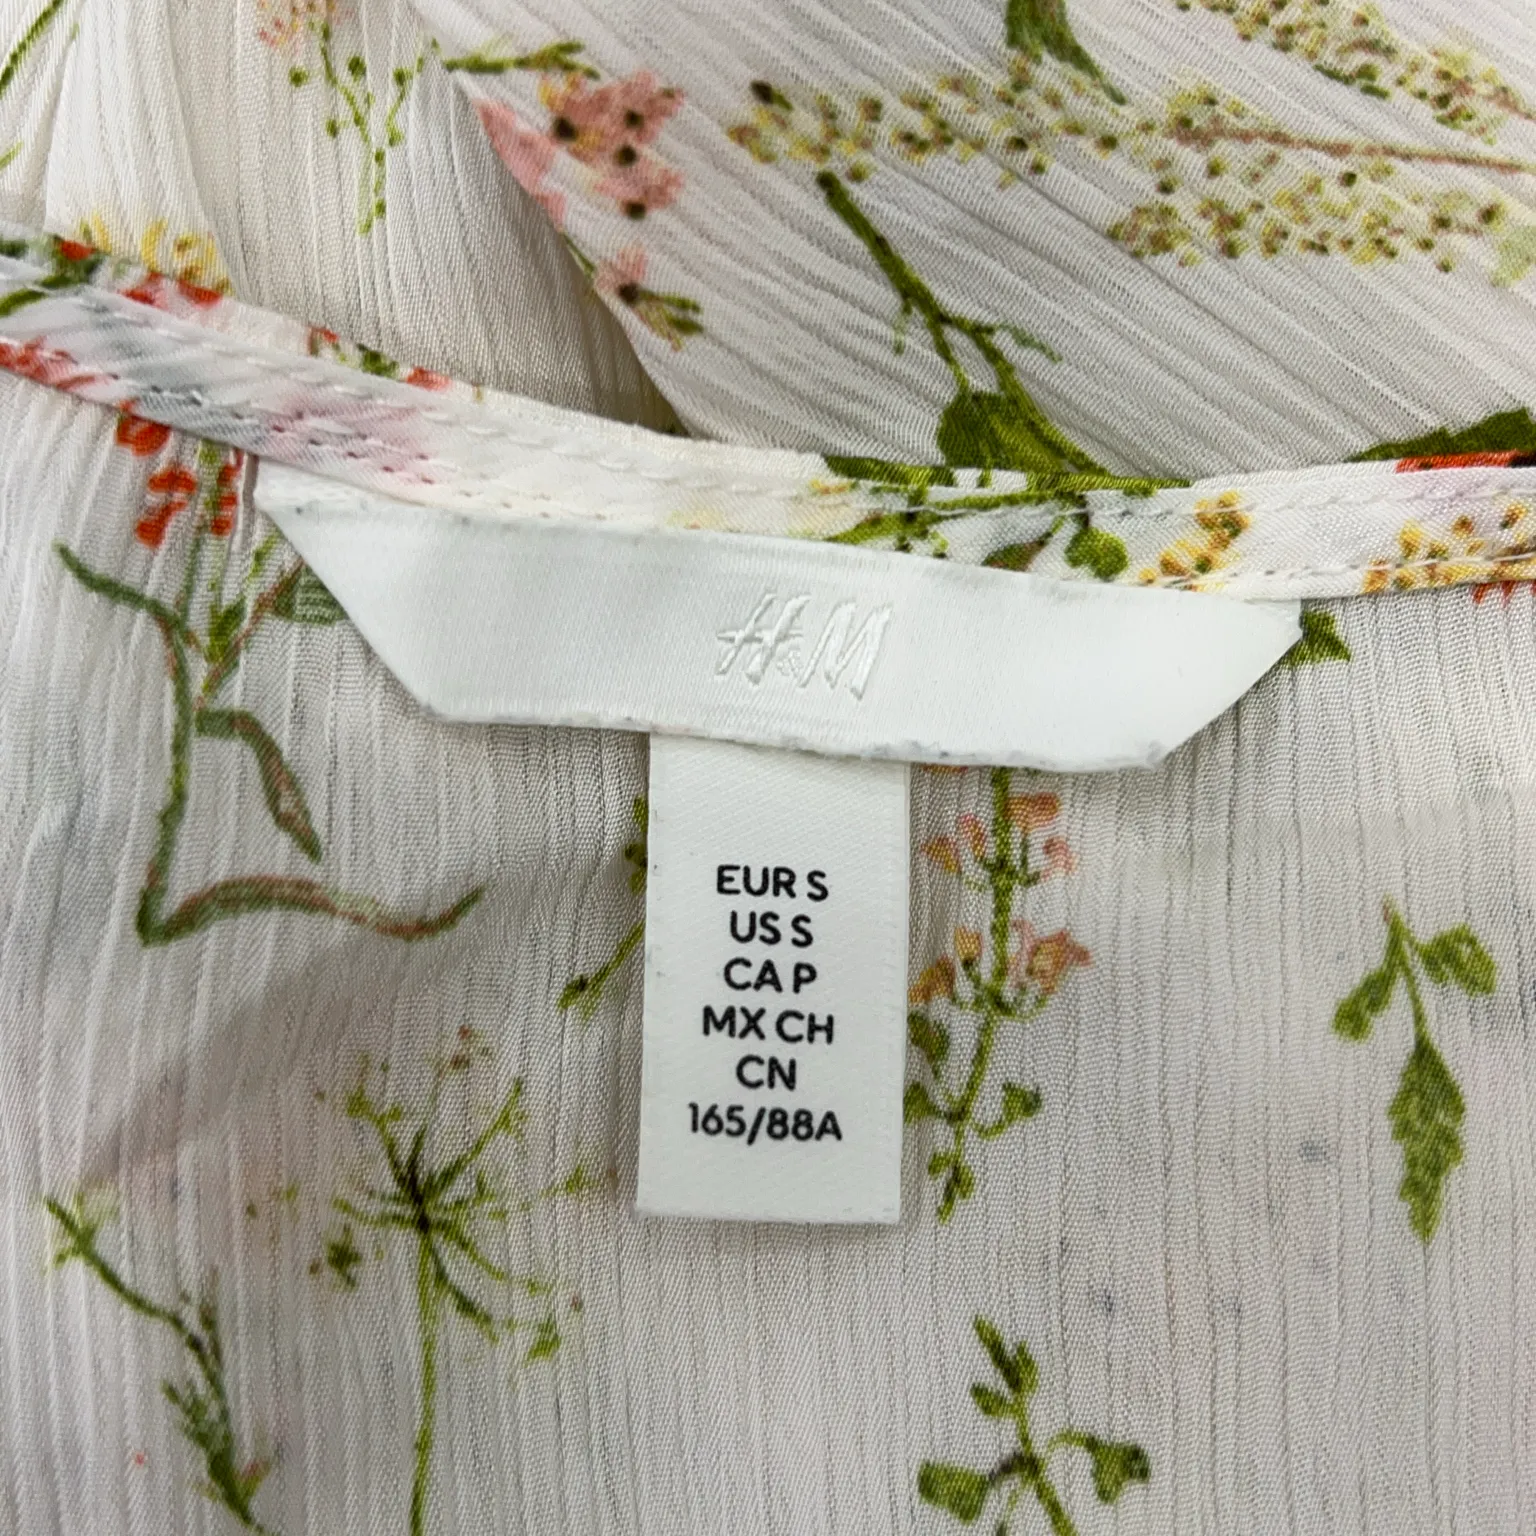 H&M
EUR S
US S
CA P
MX CH
CN
165/88A